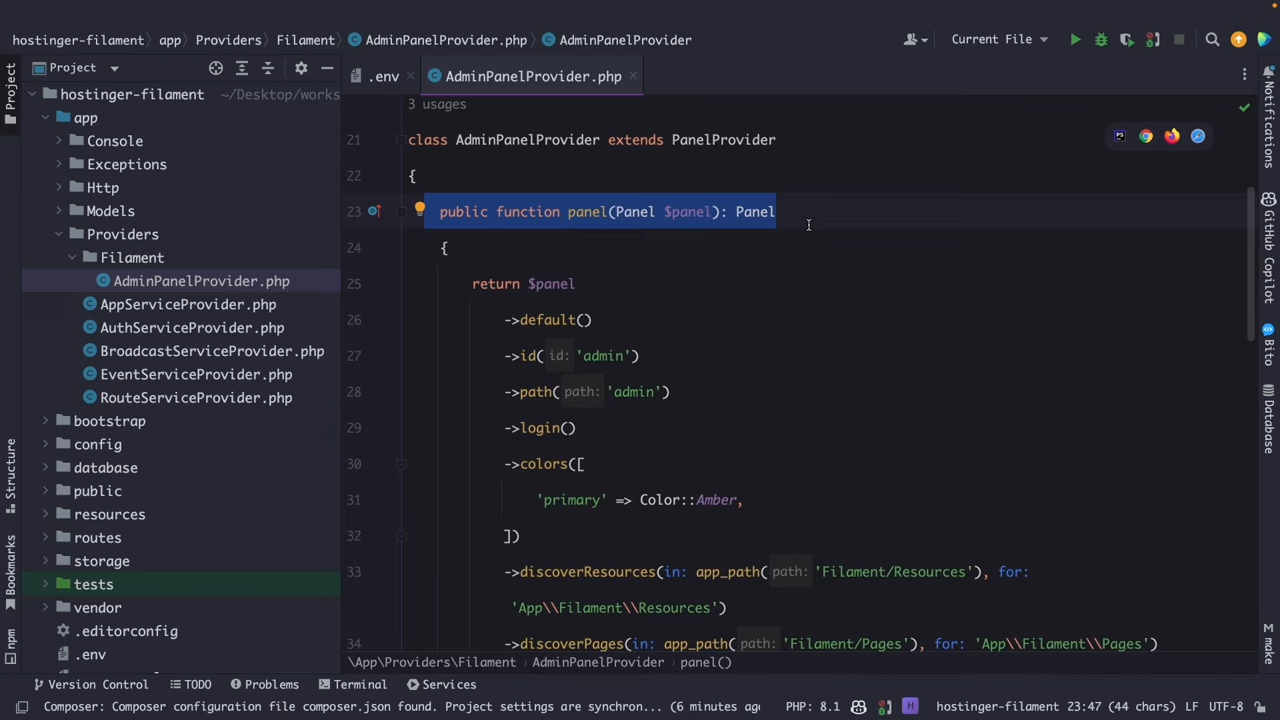 hostinger-filament
app
Providers
Filament
AdminPanelProvider.php
AdminPanelProvider
Current File
Project
.env
AdminPanelProvider.php
Project
hostinger-filament ~/Desktop/works
app
Console
Exceptions
Http
Models
Providers
Filament
AdminPanelProvider.php
AppServiceProvider.php
AuthServiceProvider.php
BroadcastServiceProvider.php
EventServiceProvider.php
RouteServiceProvider.php
bootstrap
config
database
public
resources
routes
storage
tests
vendor
.editorconfig
.env
Structure
Bookmarks
npm
3 usages
21 class AdminPanelProvider extends PanelProvider
22 {
23 public function panel(Panel $panel): Panel
24 {
25 return $panel
26 ->default()
27 ->id( id: 'admin')
28 ->path( path: 'admin')
29 ->login()
30 ->colors([
31 'primary' => Color::Amber,
32 ])
33 ->discoverResources(in: app_path( path: 'Filament/Resources'), for:
'App\\Filament\\Resources')
34 ->discoverPages(in: app_path( path: 'Filament/Pages'), for: 'App\\Filament\\Pages')
\App\Providers\Filament
AdminPanelProvider
panel()
Notifications
GitHub Copilot
Bito
Database
make
M
PS
Version Control
TODO
Problems
Terminal
Services
Composer: Composer configuration file composer.json found. Project settings are synchron... (6 minutes ago
PHP: 8.1
H
hostinger-filament
23:47 (44 chars)
LF
UTF-8